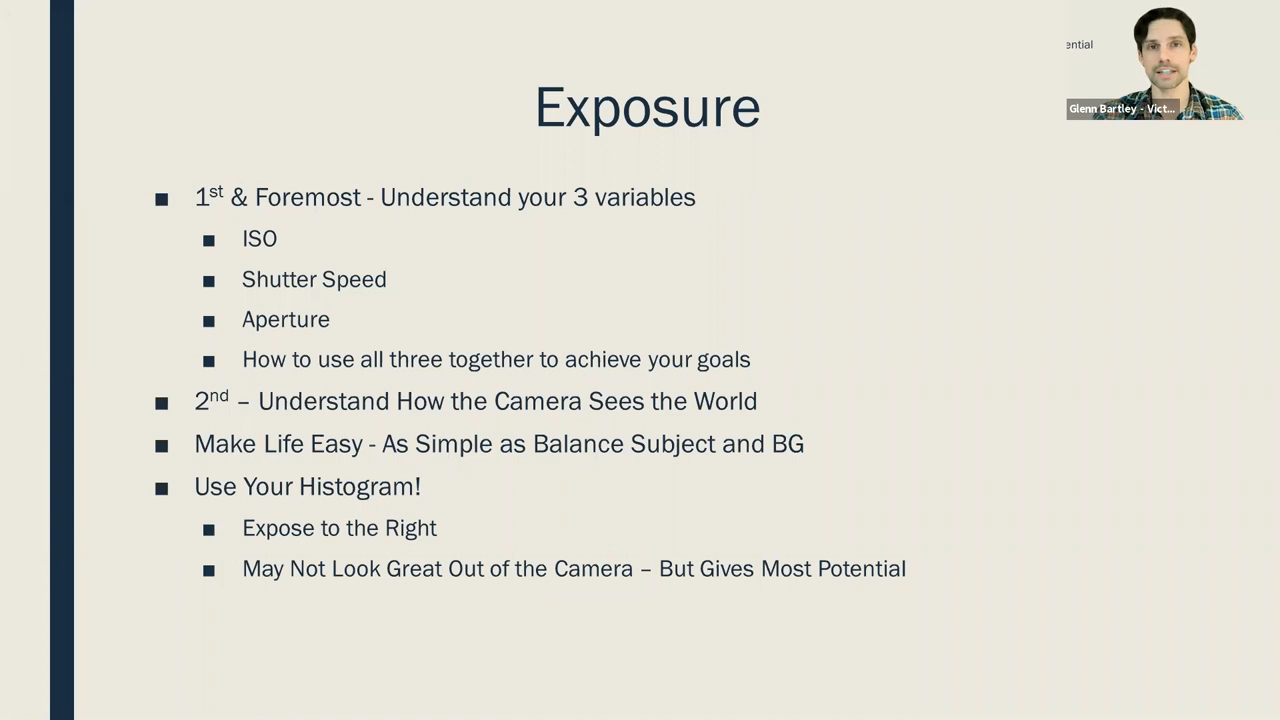 ential
Glenn Bartley - Vict...
Exposure
■ 1st & Foremost - Understand your 3 variables
■ ISO
■ Shutter Speed
■ Aperture
■ How to use all three together to achieve your goals
■ 2nd – Understand How the Camera Sees the World
■ Make Life Easy - As Simple as Balance Subject and BG
■ Use Your Histogram!
■ Expose to the Right
■ May Not Look Great Out of the Camera – But Gives Most Potential